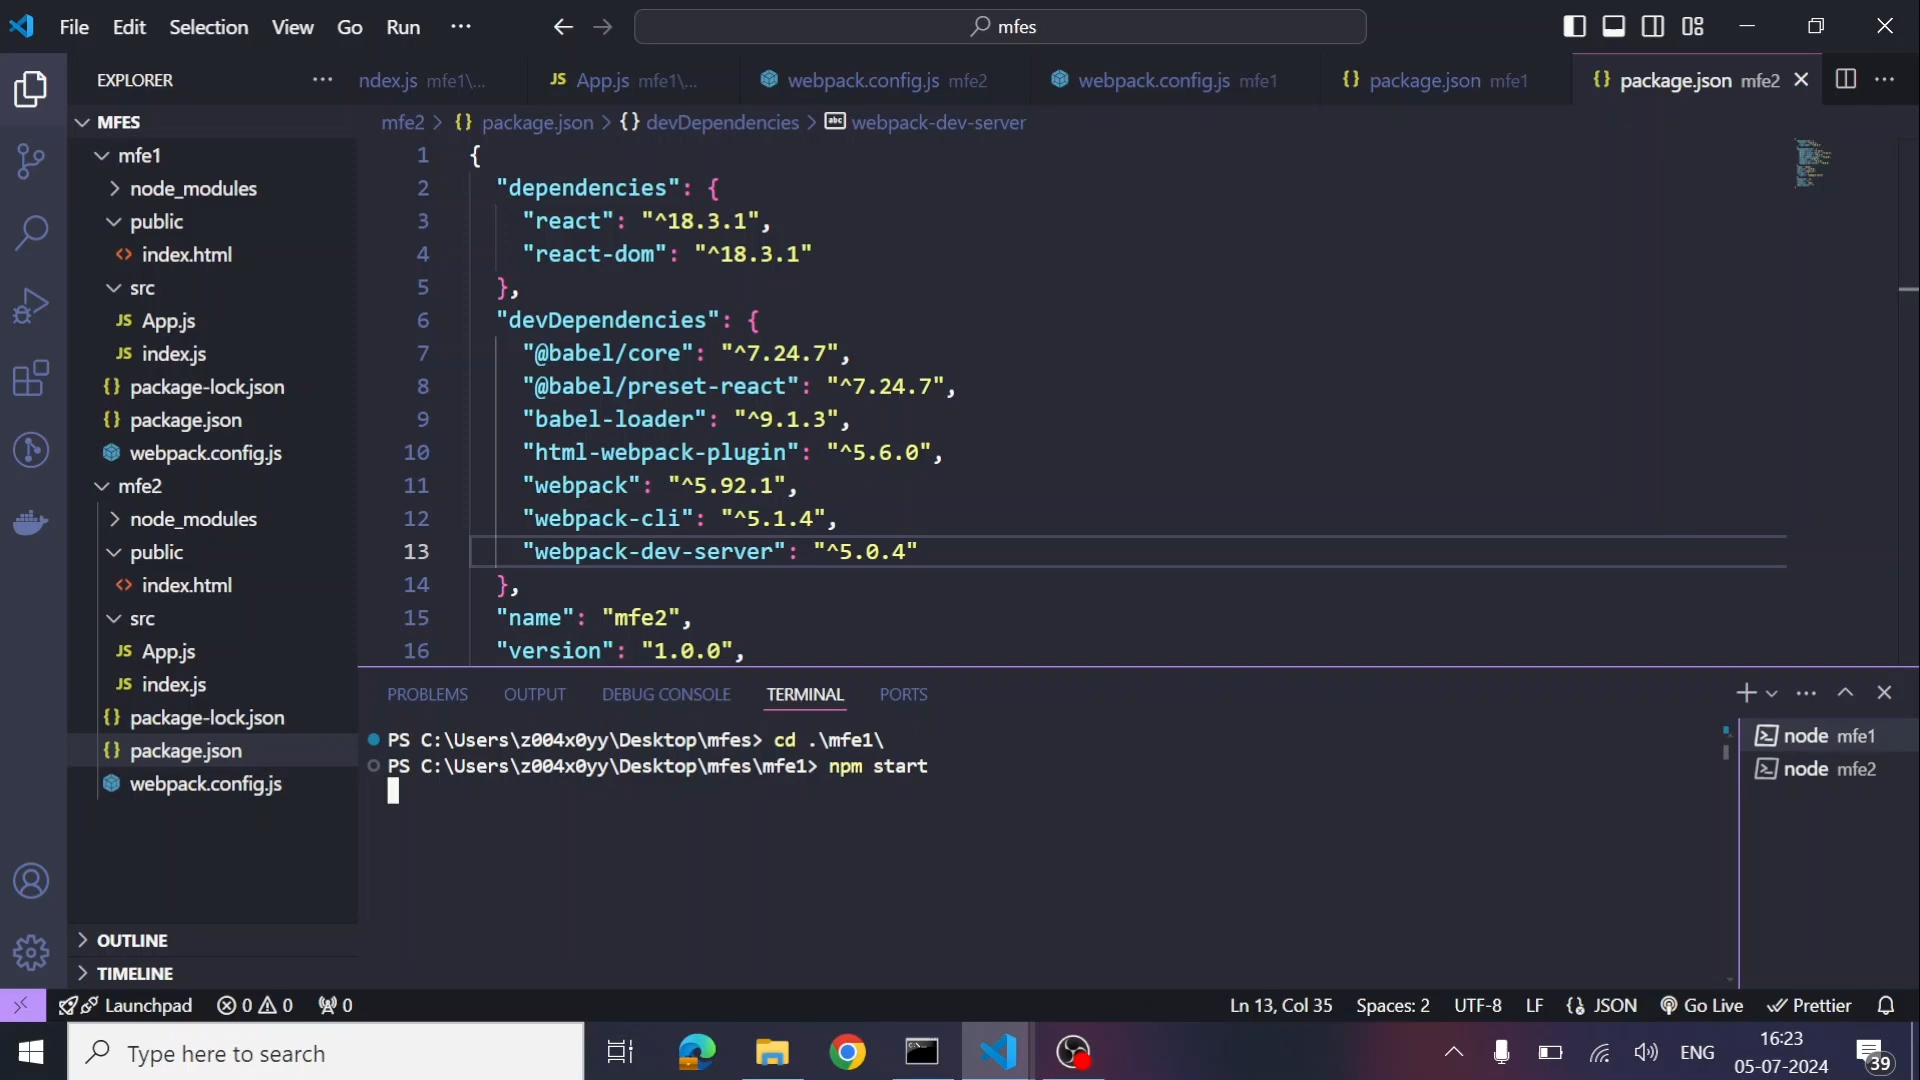 File Edit Selection View Go Run ···
mfes
EXPLORER ···
ndex.js mfe1\...
JS App.js mfe1\...
webpack.config.js mfe2
webpack.config.js mfe1
{} package.json mfe1
{} package.json mfe2
MFES
mfe1
node_modules
public
<> index.html
src
JS App.js
JS index.js
{} package-lock.json
{} package.json
webpack.config.js
mfe2
node_modules
public
<> index.html
src
JS App.js
JS index.js
{} package-lock.json
{} package.json
webpack.config.js
OUTLINE
TIMELINE
mfe2 > {} package.json > {} devDependencies > abc webpack-dev-server
1 {
2 "dependencies": {
3 "react": "^18.3.1",
4 "react-dom": "^18.3.1"
5 },
6 "devDependencies": {
7 "@babel/core": "^7.24.7",
8 "@babel/preset-react": "^7.24.7",
9 "babel-loader": "^9.1.3",
10 "html-webpack-plugin": "^5.6.0",
11 "webpack": "^5.92.1",
12 "webpack-cli": "^5.1.4",
13 "webpack-dev-server": "^5.0.4"
14 },
15 "name": "mfe2",
16 "version": "1.0.0",
PROBLEMS OUTPUT DEBUG CONSOLE TERMINAL PORTS
PS C:\Users\z004x0yy\Desktop\mfes> cd .\mfe1\
PS C:\Users\z004x0yy\Desktop\mfes\mfe1> npm start
node mfe1
node mfe2
Launchpad 0 0 0
Ln 13, Col 35 Spaces: 2 UTF-8 LF {} JSON Go Live Prettier
Type here to search
ENG
16:23
05-07-2024
39